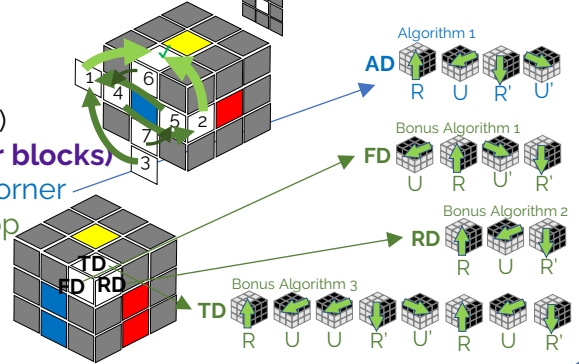 ✓
1
6
4
5
2
7
3
)
r blocks)
orner
op
TD
FD RD
Algorithm 1
AD
R U R' U'
Bonus Algorithm 1
FD
U R U' R'
Bonus Algorithm 2
RD
R U R'
Bonus Algorithm 3
TD
R U U R' U' R U R'